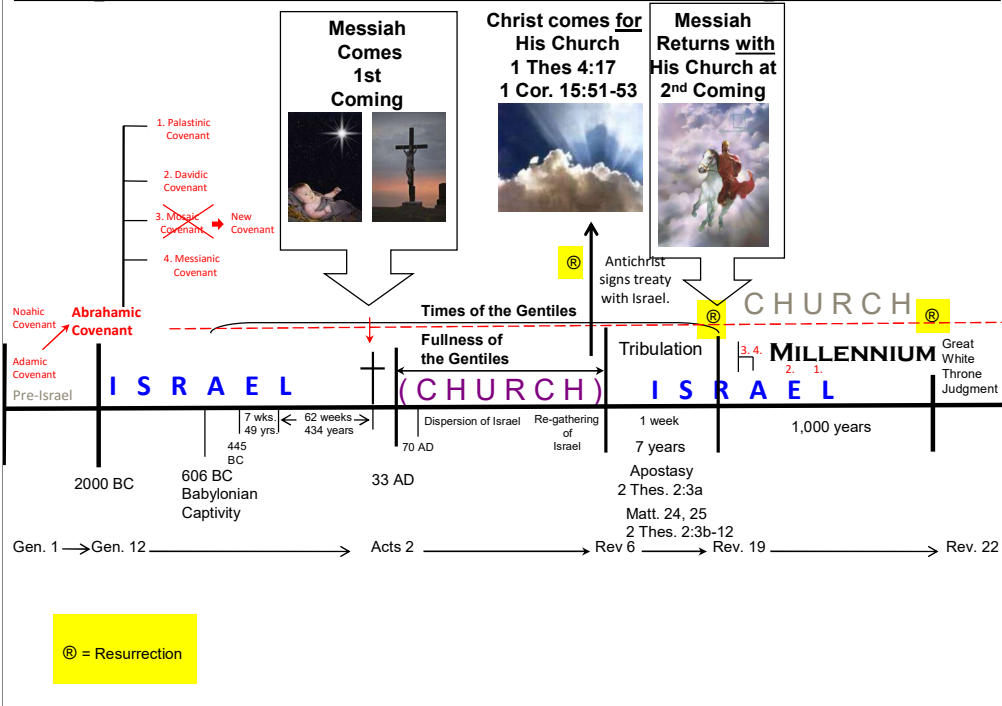 Messiah
Comes
1st
Coming
Christ comes for
His Church
1 Thes 4:17
1 Cor. 15:51-53
Messiah
Returns with
His Church at
2nd Coming
1. Palastinic
Covenant
2. Davidic
Covenant
3. Mosaic
Covenant
New
Covenant
4. Messianic
Covenant
Noahic
Covenant
Abrahamic
Covenant
Adamic
Covenant
Pre-Israel
ISRAEL
®
Antichrist
signs treaty
with Israel.
®
CHURCH
®
Times of the Gentiles
Fullness of
the Gentiles
(CHURCH)
Tribulation
3. 4.
MILLENNIUM
2. 1.
ISRAEL
Great
White
Throne
Judgment
7 wks.
49 yrs.
62 weeks
434 years
445
BC
70 AD
Dispersion of Israel
Re-gathering
of
Israel
1 week
7 years
1,000 years
2000 BC
606 BC
Babylonian
Captivity
33 AD
Apostasy
2 Thes. 2:3a
Matt. 24, 25
2 Thes. 2:3b-12
Gen. 1
Gen. 12
Acts 2
Rev 6
Rev. 19
Rev. 22
® = Resurrection